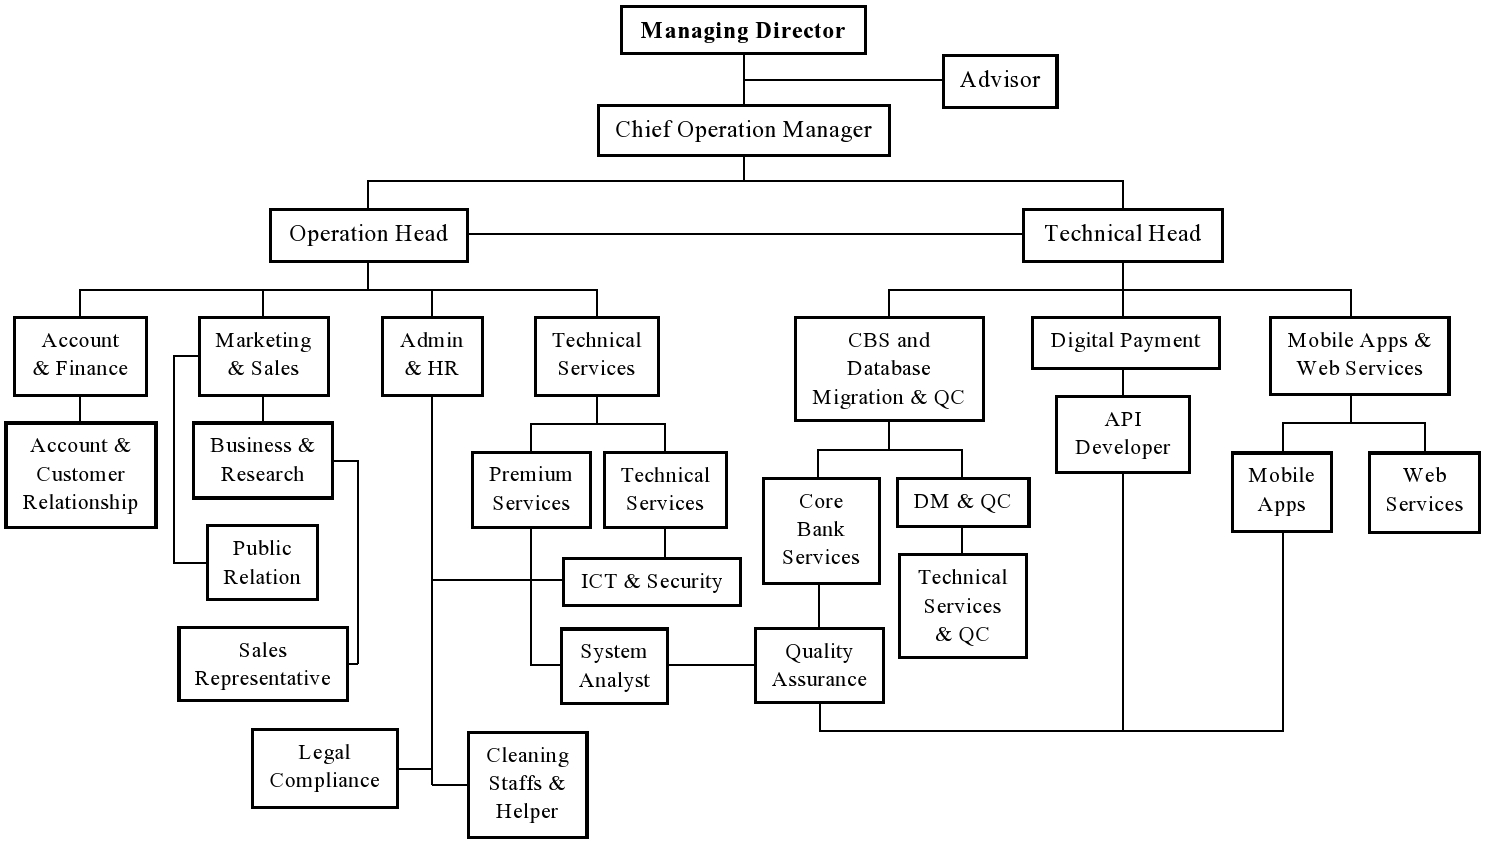 Managing Director
Advisor
Chief Operation Manager
Operation Head
Technical Head
Account
& Finance
Marketing
& Sales
Admin
& HR
Technical
Services
CBS and
Database
Migration & QC
Digital Payment
Mobile Apps &
Web Services
Account &
Customer
Relationship
Business &
Research
Premium
Services
Technical
Services
Core
Bank
Services
DM & QC
API
Developer
Mobile
Apps
Web
Services
Public
Relation
ICT & Security
Technical
Services
& QC
Sales
Representative
System
Analyst
Quality
Assurance
Legal
Compliance
Cleaning
Staffs &
Helper